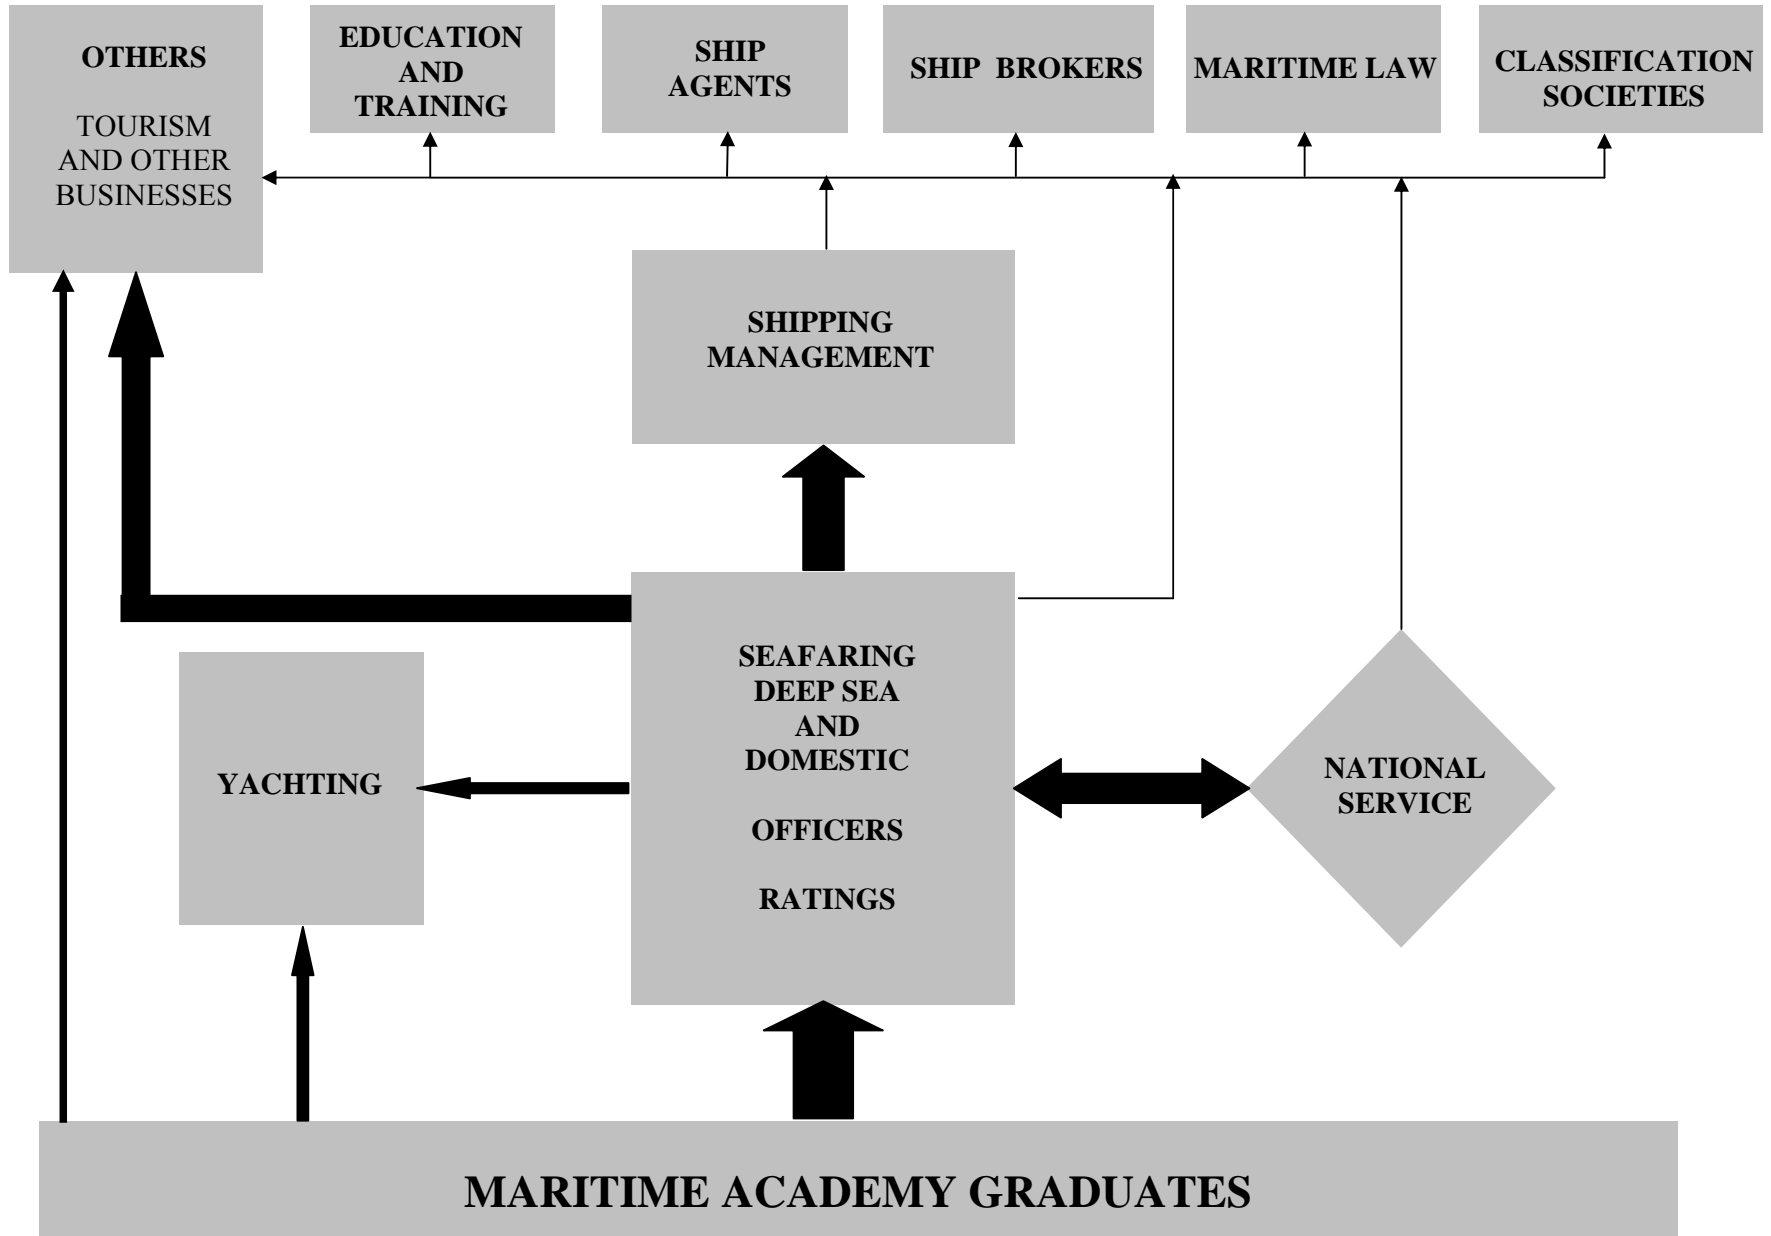 OTHERS
TOURISM
AND OTHER
BUSINESSES
EDUCATION
AND
TRAINING
SHIP
AGENTS
SHIP BROKERS
MARITIME LAW
CLASSIFICATION
SOCIETIES
SHIPPING
MANAGEMENT
SEAFARING
DEEP SEA
AND
DOMESTIC
OFFICERS
RATINGS
YACHTING
NATIONAL
SERVICE
MARITIME ACADEMY GRADUATES